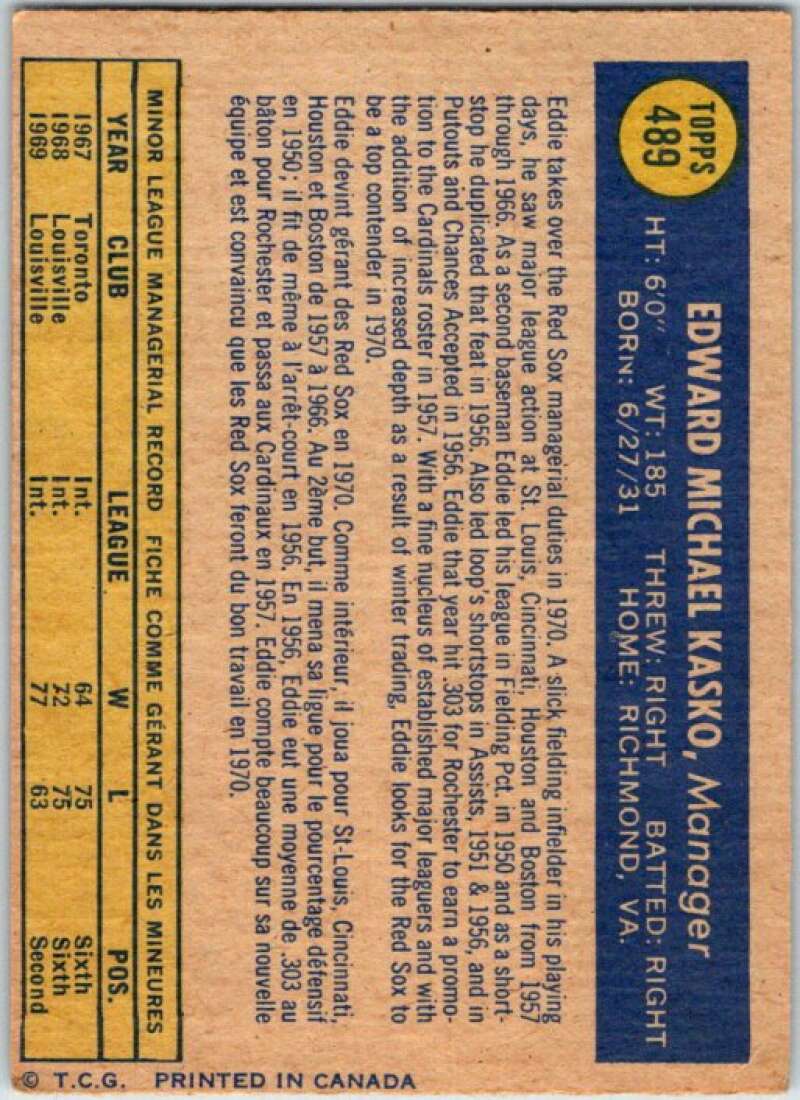 TOPPS
489
EDWARD MICHAEL KASKO, Manager
HT: 6'0" WT: 185 THREW: RIGHT BATTED: RIGHT
BORN: 6/27/31 HOME: RICHMOND, VA.
Eddie takes over the Red Sox managerial duties in 1970. A slick fielding infielder in his playing
days, he saw major league action at St. Louis, Cincinnati, Houston and Boston from 1957
through 1966. As a second baseman Eddie led his league in Fielding Pct. in 1950 and as a short-
stop he duplicated that feat in 1956. Also led loop's shortstops in Assists, 1951 & 1956, and in
Putouts and Chances Accepted in 1956. Eddie that year hit .303 for Rochester to earn a promo-
tion to the Cardinals roster in 1957. With a fine nucleus of established major leaguers and with
the addition of increased depth as a result of winter trading, Eddie looks for the Red Sox to
be a top contender in 1970.
Eddie devint gérant des Red Sox en 1970. Comme intérieur, il joua pour St-Louis, Cincinnati,
Houston et Boston de 1957 à 1966. Au 2ème but, il mena sa ligue pour le pourcentage défensif
en 1950; il fit de même à l'arrêt-court en 1956. En 1956, Eddie eut une moyenne de .303 au
bâton pour Rochester et passa aux Cardinaux en 1957. Eddie compte beaucoup sur sa nouvelle
équipe et est convaincu que les Red Sox feront du bon travail en 1970.
MINOR LEAGUE MANAGERIAL RECORD FICHE COMME GÉRANT DANS LES MINEURES
YEAR CLUB LEAGUE W L POS.
1967 Toronto Int. 64 75 Sixth
1968 Louisville Int. 72 75 Sixth
1969 Louisville Int. 77 63 Second
© T.C.G. PRINTED IN CANADA